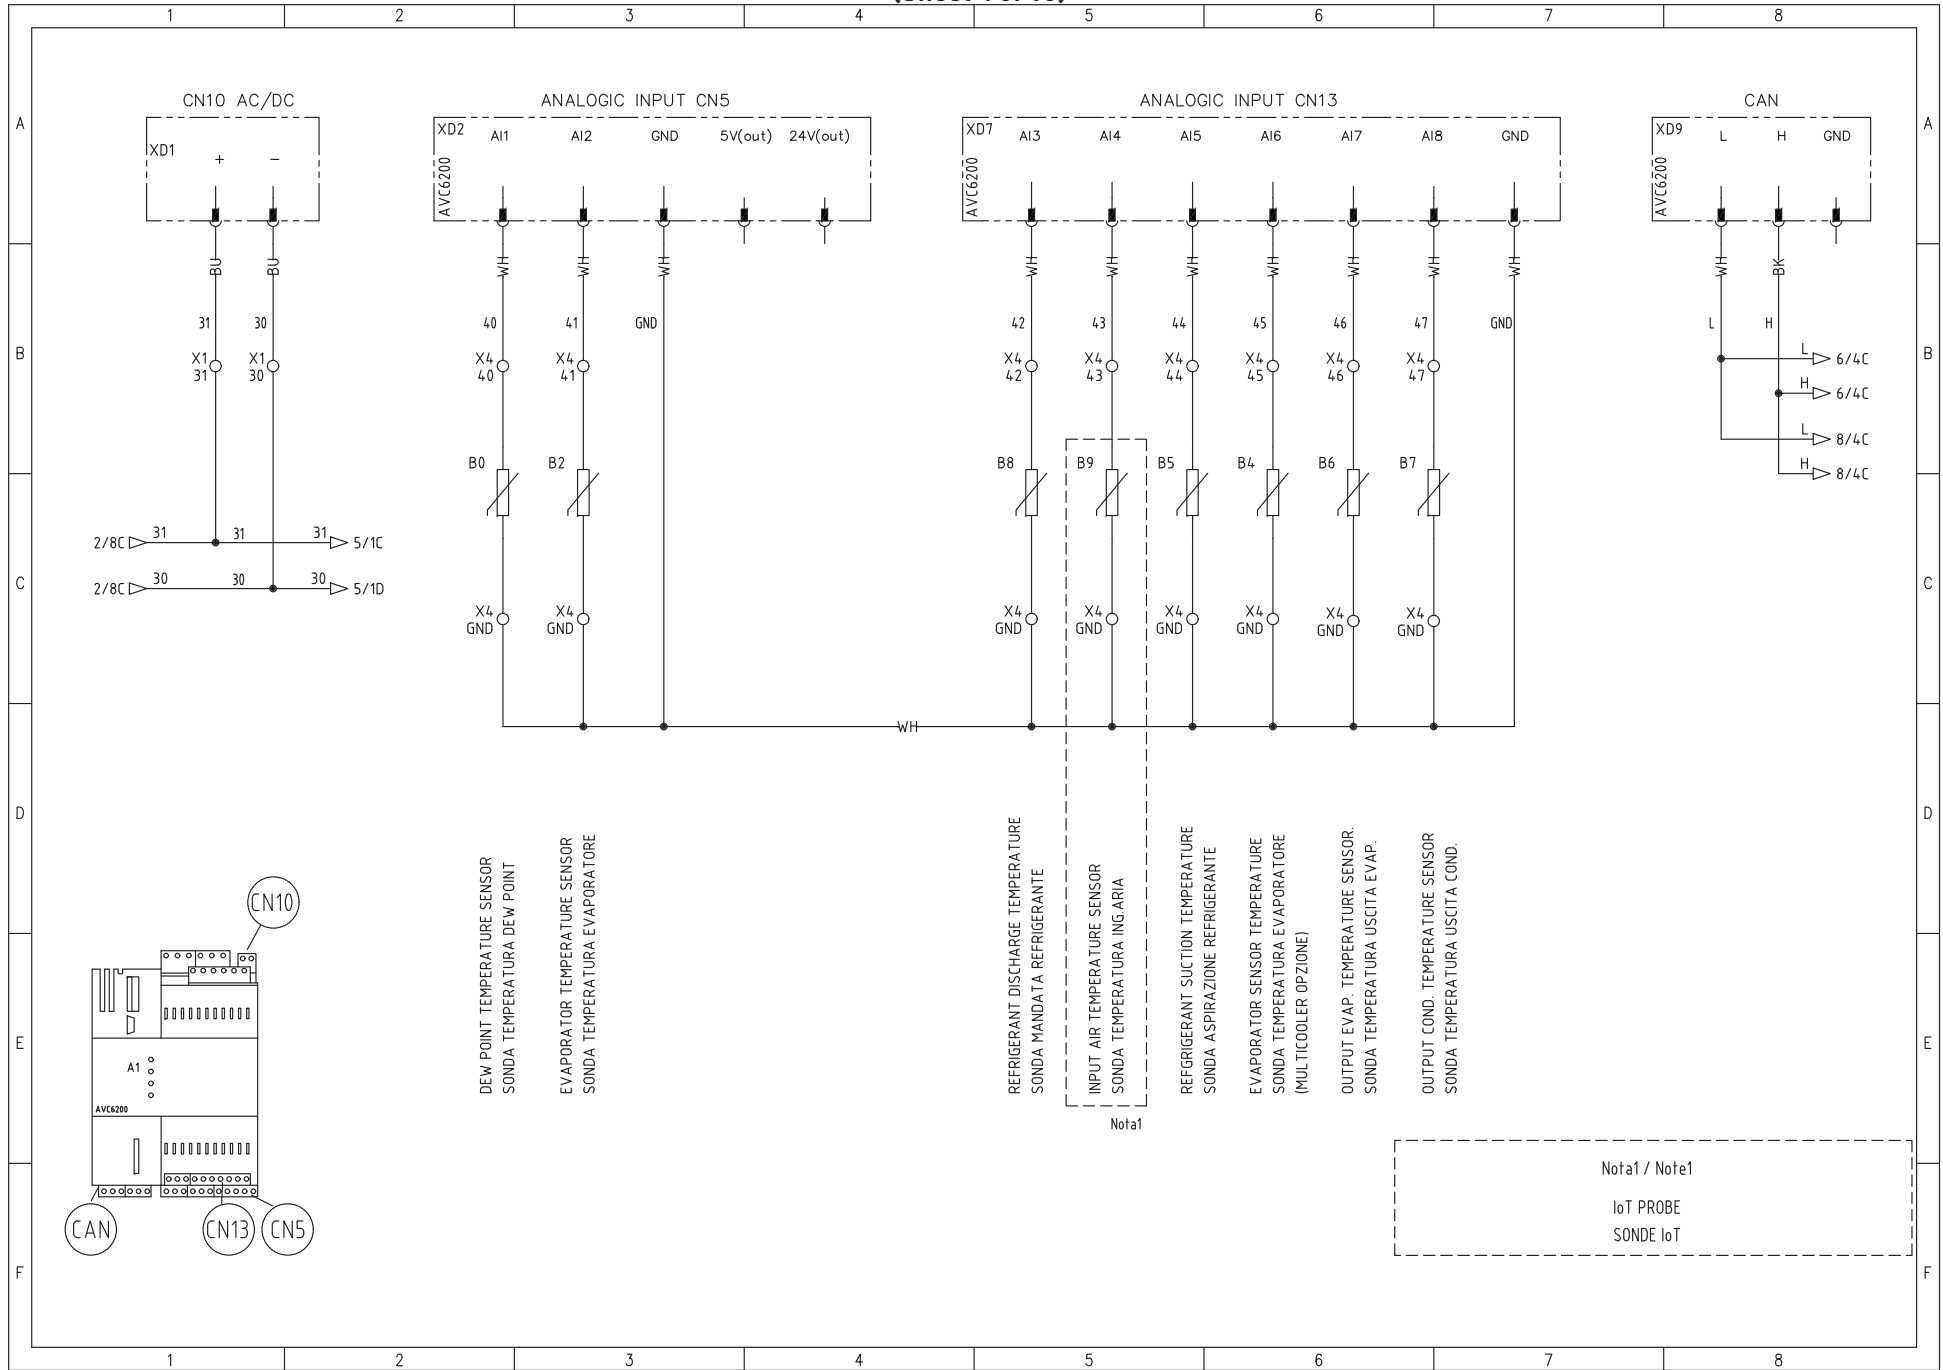 1 2 3 4 5 6 7 8
CN10 AC/DC
ANALOGIC INPUT CN5
ANALOGIC INPUT CN13
CAN
A
A
XD1
+ −
XD2
AI1 AI2 GND 5V(out) 24V(out)
AVC6200
XD7
AI3 AI4 AI5 AI6 AI7 AI8 GND
AVC6200
XD9
L H GND
AVC6200
BU BU WH WH WH WH WH WH WH WH WH WH WH BK
31 30 40 41 GND 42 43 44 45 46 47 GND L H
B
B
X1 X1 X4 X4 X4 X4 X4 X4 X4 X4
31 30 40 41 42 43 44 45 46 47
L 6/4C
H 6/4C
L 8/4C
H 8/4C
B0 B2 B8 B9 B5 B4 B6 B7
2/8C 31 31 31 5/1C
2/8C 30 30 30 5/1D
C
C
X4 X4 X4 X4 X4 X4 X4 X4
GND GND GND GND GND GND GND GND
WH
D
D
DEW POINT TEMPERATURE SENSOR
SONDA TEMPERATURA DEW POINT
EVAPORATOR TEMPERATURE SENSOR
SONDA TEMPERATURA EVAPORATORE
REFRIGERANT DISCHARGE TEMPERATURE
SONDA MANDATA REFRIGERANTE
INPUT AIR TEMPERATURE SENSOR
SONDA TEMPERATURA ING.ARIA
REFGRIGERANT SUCTION TEMPERATURE
SONDA ASPIRAZIONE REFRIGERANTE
EVAPORATOR SENSOR TEMPERATURE
SONDA TEMPERATURA EVAPORATORE
(MULTICOOLER OPZIONE)
OUTPUT EVAP. TEMPERATURE SENSOR.
SONDA TEMPERATURA USCITA EVAP.
OUTPUT COND. TEMPERATURE SENSOR
SONDA TEMPERATURA USCITA COND.
Nota1
CN10
E
E
A1
AVC6200
CAN CN13 CN5
Nota1 / Note1
IoT PROBE
SONDE IoT
F
F
1 2 3 4 5 6 7 8